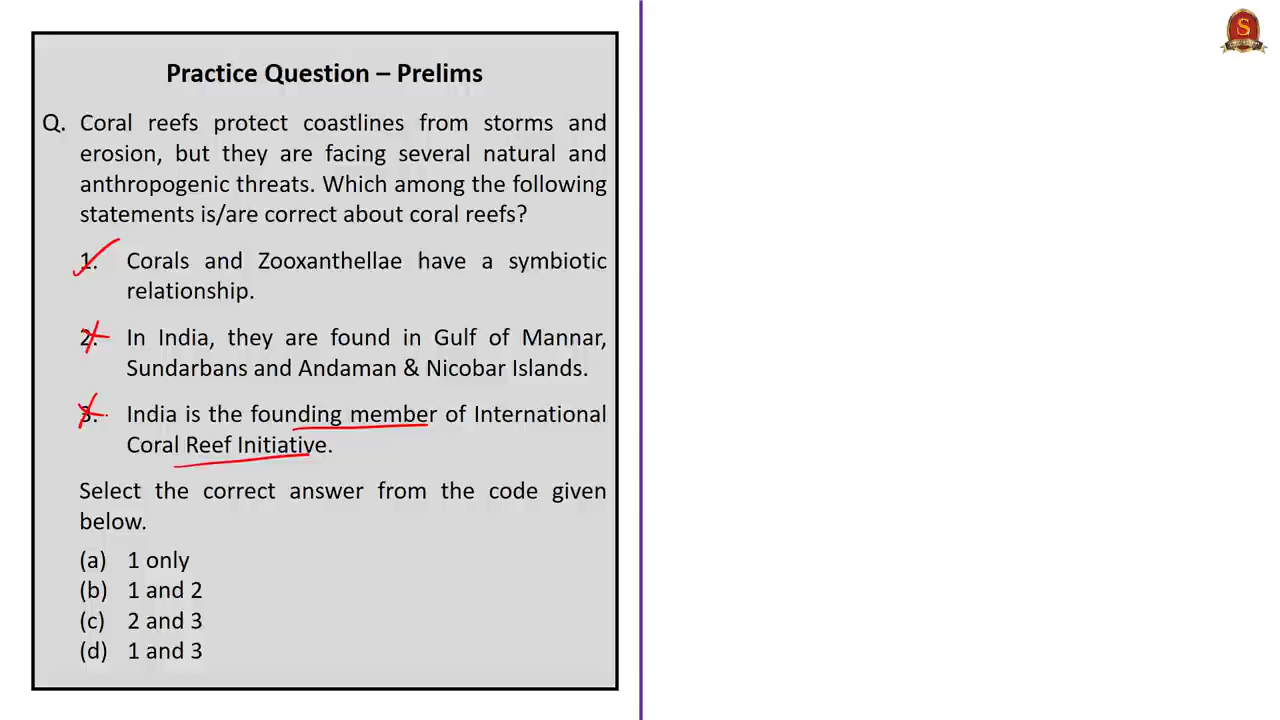 Practice Question – Prelims
Q. Coral reefs protect coastlines from storms and
erosion, but they are facing several natural and
anthropogenic threats. Which among the following
statements is/are correct about coral reefs?
1. Corals and Zooxanthellae have a symbiotic
relationship.
2. In India, they are found in Gulf of Mannar,
Sundarbans and Andaman & Nicobar Islands.
3. India is the founding member of International
Coral Reef Initiative.
Select the correct answer from the code given
below.
(a) 1 only
(b) 1 and 2
(c) 2 and 3
(d) 1 and 3
S